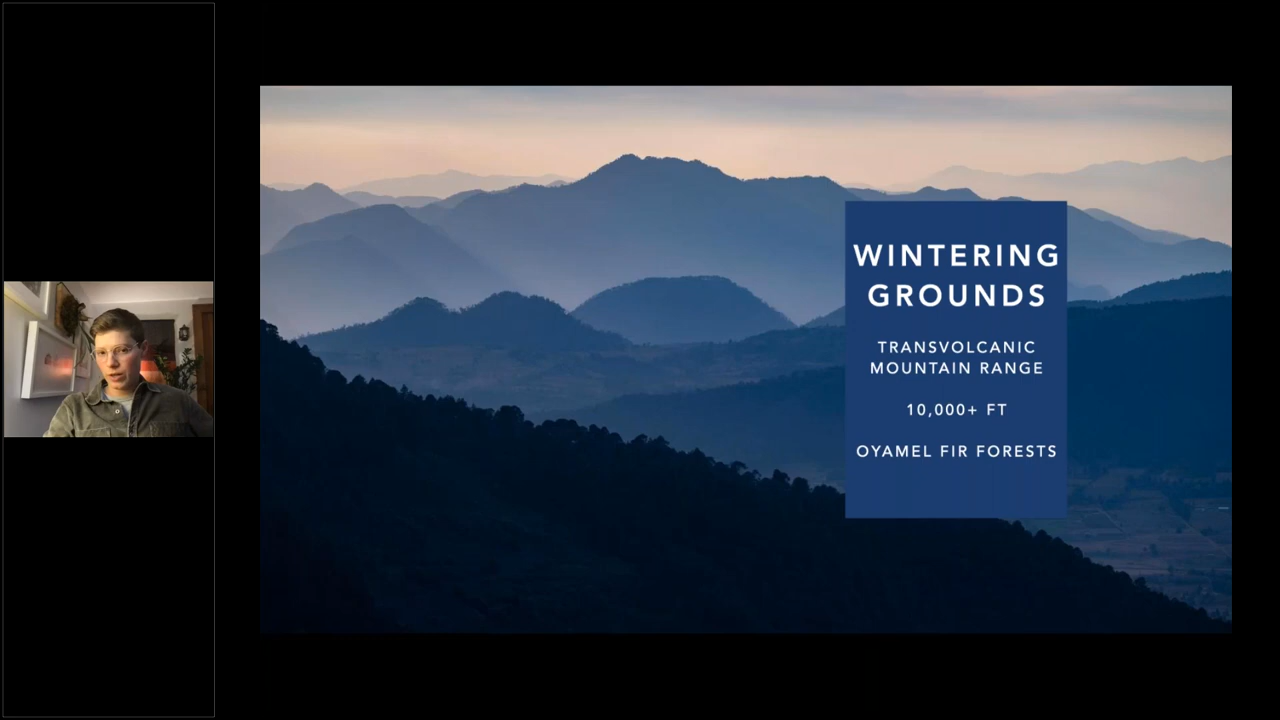 WINTERING
GROUNDS
TRANSVOLCANIC
MOUNTAIN RANGE
10,000+ FT
OYAMEL FIR FORESTS